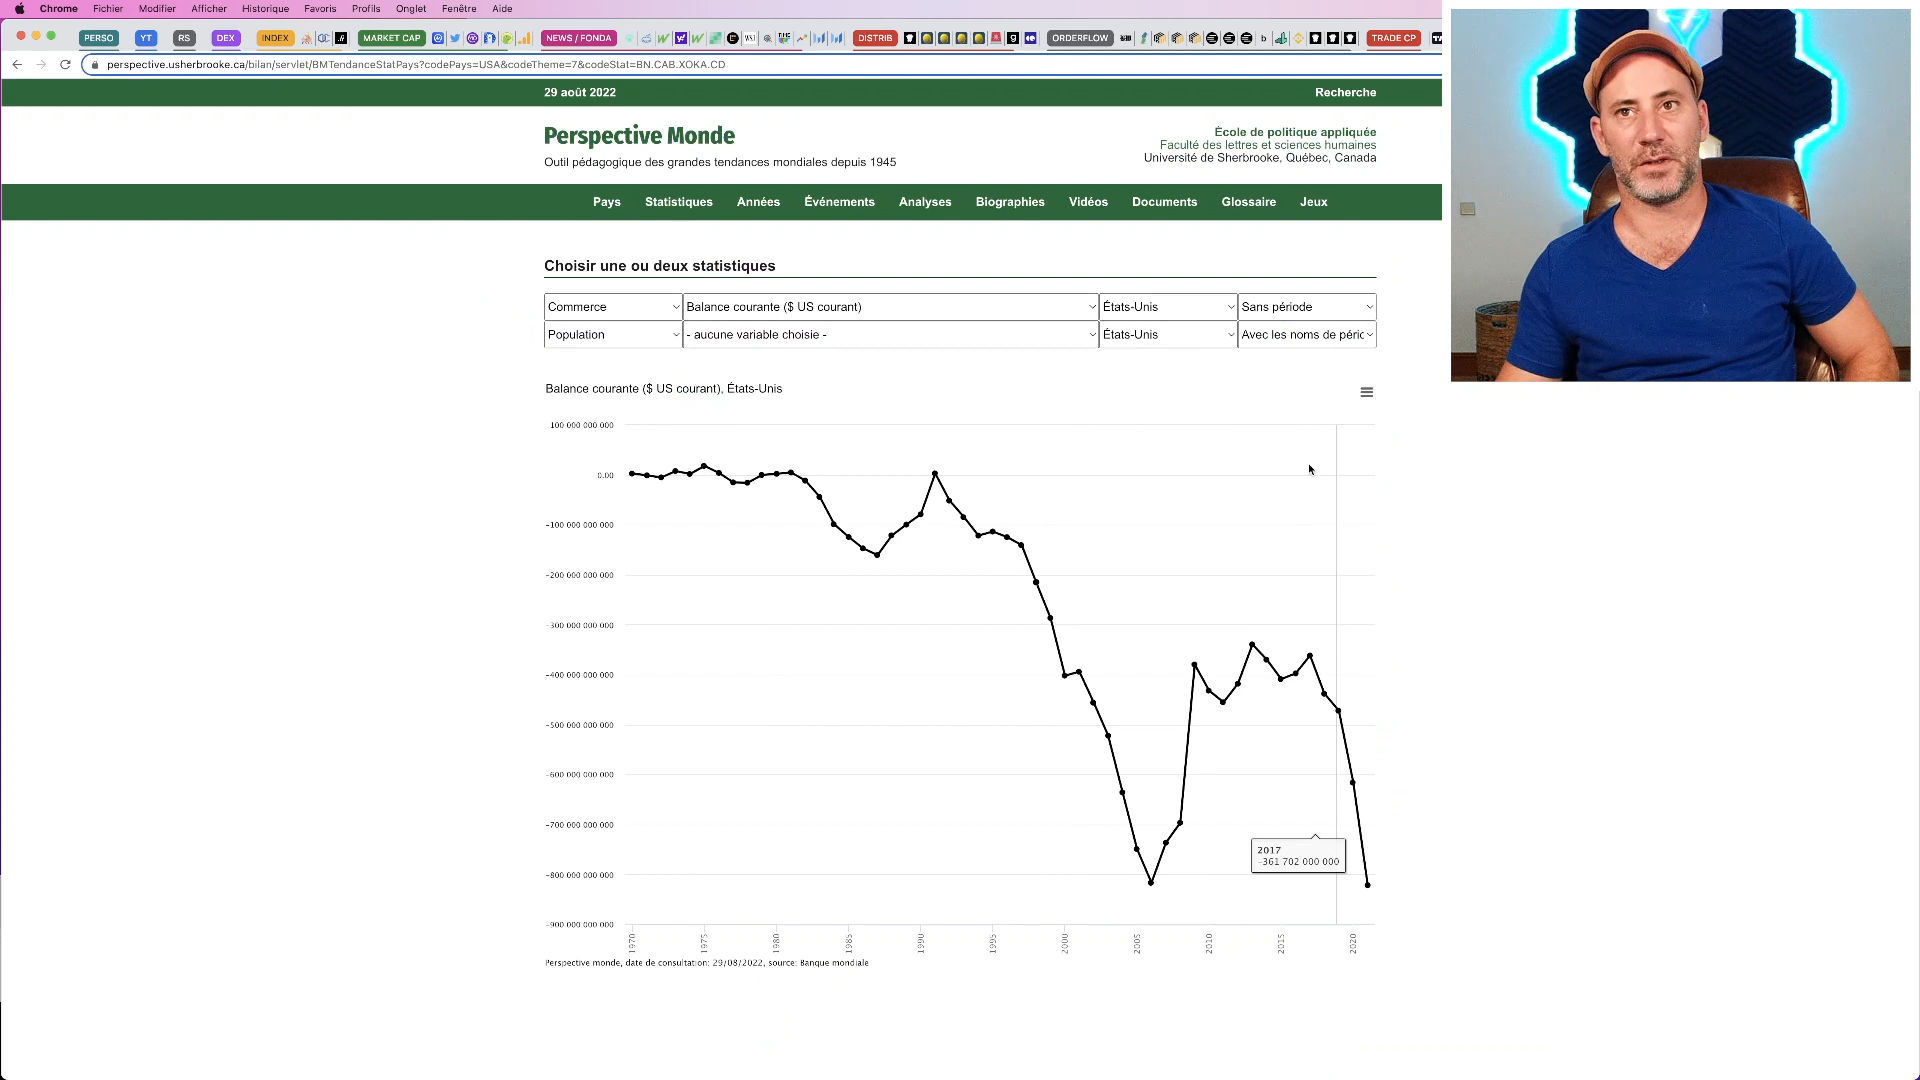 Chrome Fichier Modifier Afficher Historique Favoris Profils Onglet Fenêtre Aide
PERSO YT RS DEX INDEX MARKET CAP NEWS / FONDA DISTRIB ORDERFLOW TRADE CP
perspective.usherbrooke.ca/bilan/servlet/BMTendanceStatPays?codePays=USA&codeTheme=7&codeStat=BN.CAB.XOKA.CD
29 août 2022 Recherche
Perspective Monde
Outil pédagogique des grandes tendances mondiales depuis 1945
École de politique appliquée
Faculté des lettres et sciences humaines
Université de Sherbrooke, Québec, Canada
Pays Statistiques Années Événements Analyses Biographies Vidéos Documents Glossaire Jeux
Choisir une ou deux statistiques
Commerce Balance courante ($ US courant) États-Unis Sans période
Population - aucune variable choisie - États-Unis Avec les noms de péric
Balance courante ($ US courant), États-Unis
100 000 000 000
0.00
-100 000 000 000
-200 000 000 000
-300 000 000 000
-400 000 000 000
-500 000 000 000
-600 000 000 000
-700 000 000 000
-800 000 000 000
-900 000 000 000
2017
-361 702 000 000
1970 1975 1980 1985 1990 1995 2000 2005 2010 2015 2020
Perspective monde, date de consultation: 29/08/2022, source: Banque mondiale